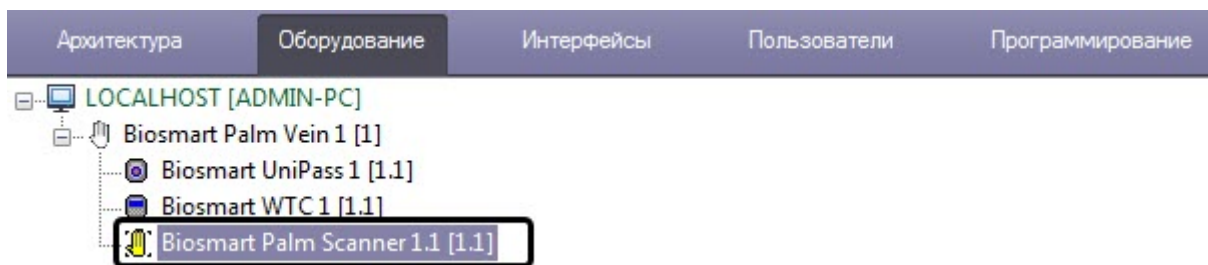 Архитектура Оборудование Интерфейсы Пользователи Программирование
LOCALHOST [ADMIN-PC]
Biosmart Palm Vein 1 [1]
Biosmart UniPass 1 [1.1]
Biosmart WTC 1 [1.1]
Biosmart Palm Scanner 1.1 [1.1]